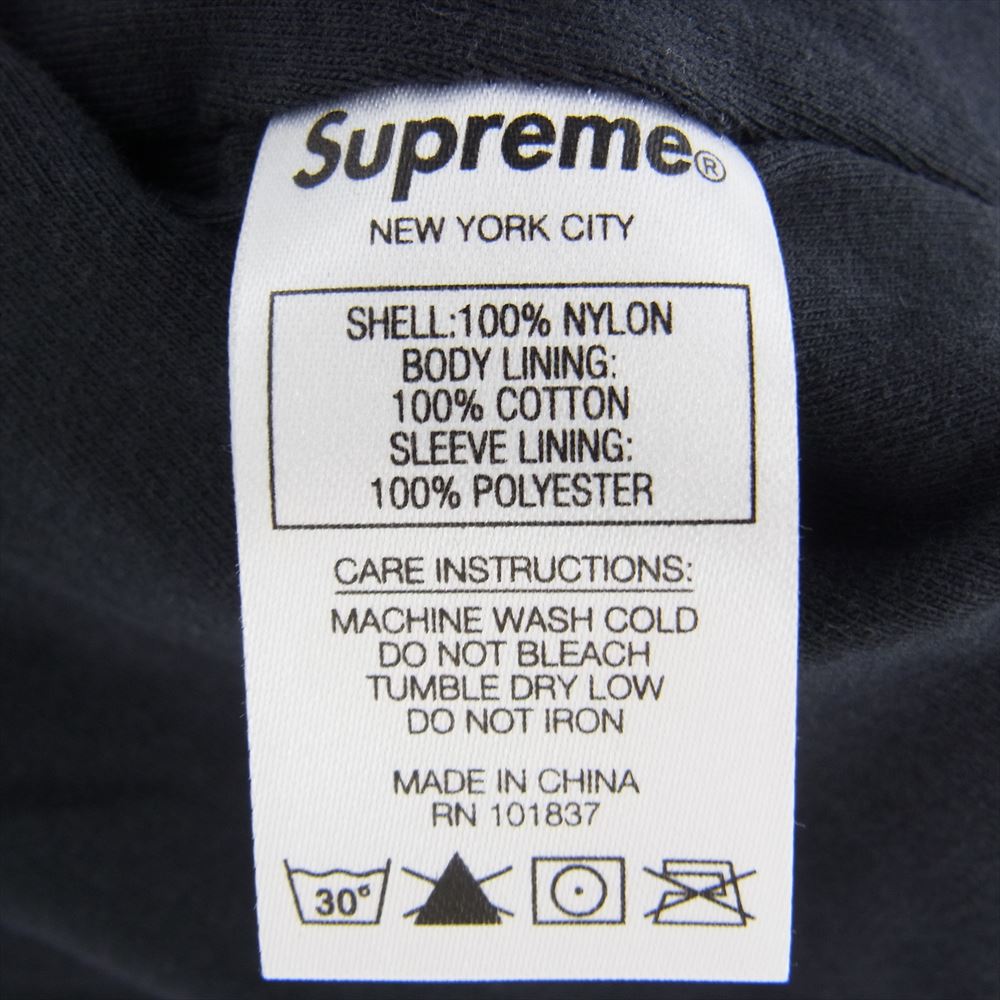 Supreme®
NEW YORK CITY
SHELL:100% NYLON
BODY LINING:
100% COTTON
SLEEVE LINING:
100% POLYESTER
CARE INSTRUCTIONS:
MACHINE WASH COLD
DO NOT BLEACH
TUMBLE DRY LOW
DO NOT IRON
MADE IN CHINA
RN 101837
30°